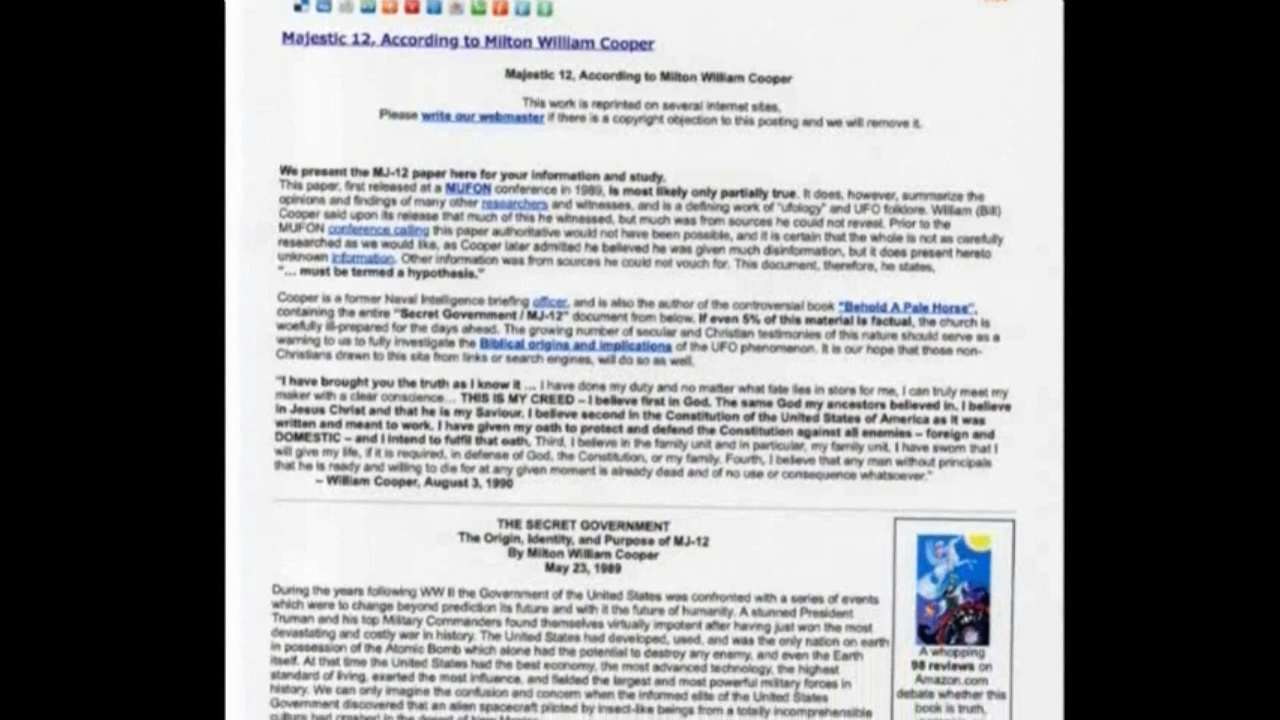 Majestic 12, According to Milton William Cooper
Majestic 12, According to Milton William Cooper
This work is reprinted on several internet sites.
Please write our webmaster if there is a copyright objection to this posting and we will remove it.
We present the MJ-12 paper here for your information and study.
This paper, first released at a MUFON conference in 1989, is most likely only partially true. It does, however, summarize the
opinions and findings of many other researchers and witnesses, and is a defining work of "ufology" and UFO folklore. William (Bill)
Cooper said upon its release that much of this he witnessed, but much was from sources he could not reveal. Prior to the
MUFON conference calling this paper authoritative would not have been possible, and it is certain that the whole is not as carefully
researched as we would like, as Cooper later admitted he believed he was given much disinformation, but it does present hereto
unknown information. Other information was from sources he could not vouch for. This document, therefore, he states,
"... must be termed a hypothesis."
Cooper is a former Naval Intelligence briefing officer, and is also the author of the controversial book "Behold A Pale Horse",
containing the entire "Secret Government / MJ-12" document from below. If even 5% of this material is factual, the church is
woefully ill-prepared for the days ahead. The growing number of secular and Christian testimonies of this nature should serve as a
warning to us to fully investigate the Biblical origins and implications of the UFO phenomenon. It is our hope that those non-
Christians drawn to this site from links or search engines, will do so as well.
"I have brought you the truth as I know it ... I have done my duty and no matter what fate lies in store for me, I can truly meet my
maker with a clear conscience... THIS IS MY CREED – I believe first in God. The same God my ancestors believed in. I believe
in Jesus Christ and that he is my Saviour. I believe second in the Constitution of the United States of America as it was
written and meant to work. I have given my oath to protect and defend the Constitution against all enemies – foreign and
DOMESTIC – and I intend to fulfil that oath. Third, I believe in the family unit and in particular, my family unit. I have sworn that I
will give my life, if it is required, in defense of God, the Constitution, or my family. Fourth, I believe that any man without principals
that he is ready and willing to die for at any given moment is already dead and of no use or consequence whatsoever."
– William Cooper, August 3, 1990
THE SECRET GOVERNMENT
The Origin, Identity, and Purpose of MJ-12
By Milton William Cooper
May 23, 1989
During the years following WW II the Government of the United States was confronted with a series of events
which were to change beyond prediction its future and with it the future of humanity. A stunned President
Truman and his top Military Commanders found themselves virtually impotent after having just won the most
devastating and costly war in history. The United States had developed, used, and was the only nation on earth
in possession of the Atomic Bomb which alone had the potential to destroy any enemy, and even the Earth
itself. At that time the United States had the best economy, the most advanced technology, the highest
standard of living, exerted the most influence, and fielded the largest and most powerful military forces in
history. We can only imagine the confusion and concern when the informed elite of the United States
Government discovered that an alien spacecraft piloted by insect-like beings from a totally incomprehensible
culture had crashed in the desert of New Mexico.
A whopping
98 reviews on
Amazon.com
debate whether this
book is truth,